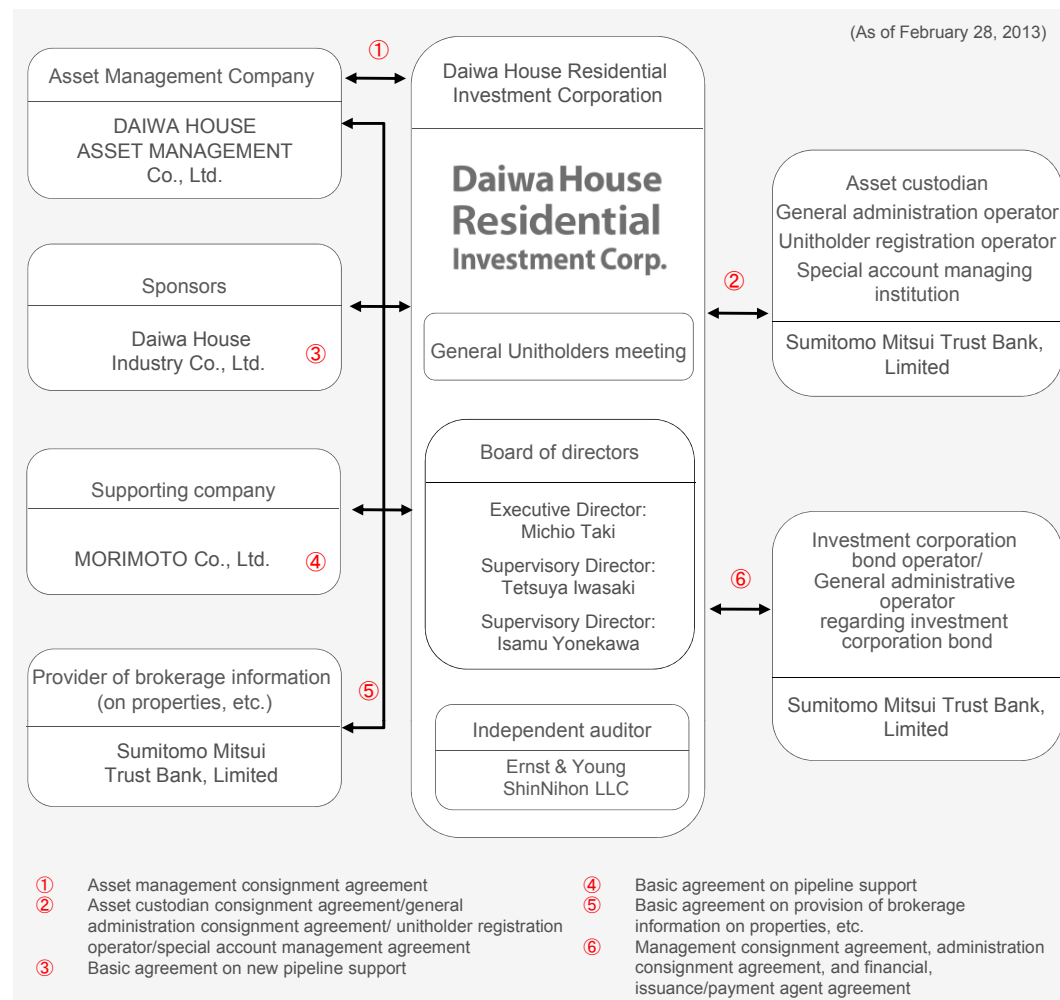 (As of February 28, 2013)
①
Asset Management Company
DAIWA HOUSE
ASSET MANAGEMENT
Co., Ltd.
Sponsors
Daiwa House
Industry Co., Ltd.
③
Supporting company
MORIMOTO Co., Ltd.
④
Provider of brokerage information
(on properties, etc.)
⑤
Sumitomo Mitsui
Trust Bank, Limited
Daiwa House Residential
Investment Corporation
Daiwa House
Residential
Investment Corp.
General Unitholders meeting
Board of directors
Executive Director:
Michio Taki
Supervisory Director:
Tetsuya Iwasaki
Supervisory Director:
Isamu Yonekawa
Independent auditor
Ernst & Young
ShinNihon LLC
②
Asset custodian
General administration operator
Unitholder registration operator
Special account managing
institution
Sumitomo Mitsui Trust Bank,
Limited
⑥
Investment corporation
bond operator/
General administrative
operator
regarding investment
corporation bond
Sumitomo Mitsui Trust Bank,
Limited
① Asset management consignment agreement
② Asset custodian consignment agreement/general
administration consignment agreement/ unitholder registration
operator/special account management agreement
③ Basic agreement on new pipeline support
④ Basic agreement on pipeline support
⑤ Basic agreement on provision of brokerage
information on properties, etc.
⑥ Management consignment agreement, administration
consignment agreement, and financial,
issuance/payment agent agreement